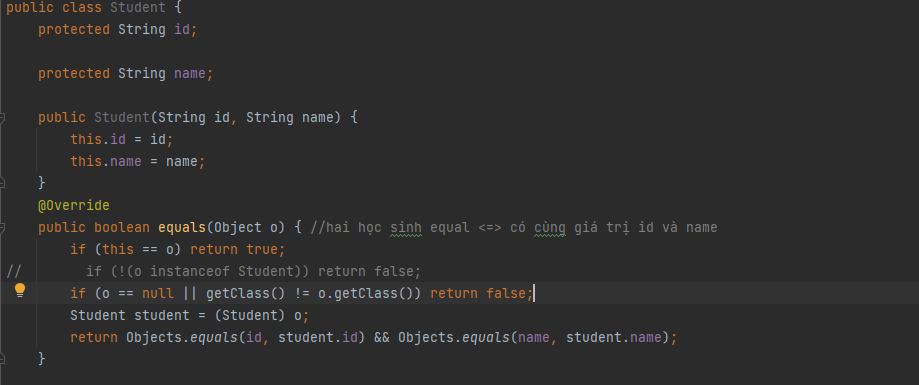 public class Student {
protected String id;
protected String name;
public Student(String id, String name) {
this.id = id;
this.name = name;
}
@Override
public boolean equals(Object o) { //hai học sinh equal <=> có cùng giá trị id và name
if (this == o) return true;
// if (!(o instanceof Student)) return false;
if (o == null || getClass() != o.getClass()) return false;
Student student = (Student) o;
return Objects.equals(id, student.id) && Objects.equals(name, student.name);
}